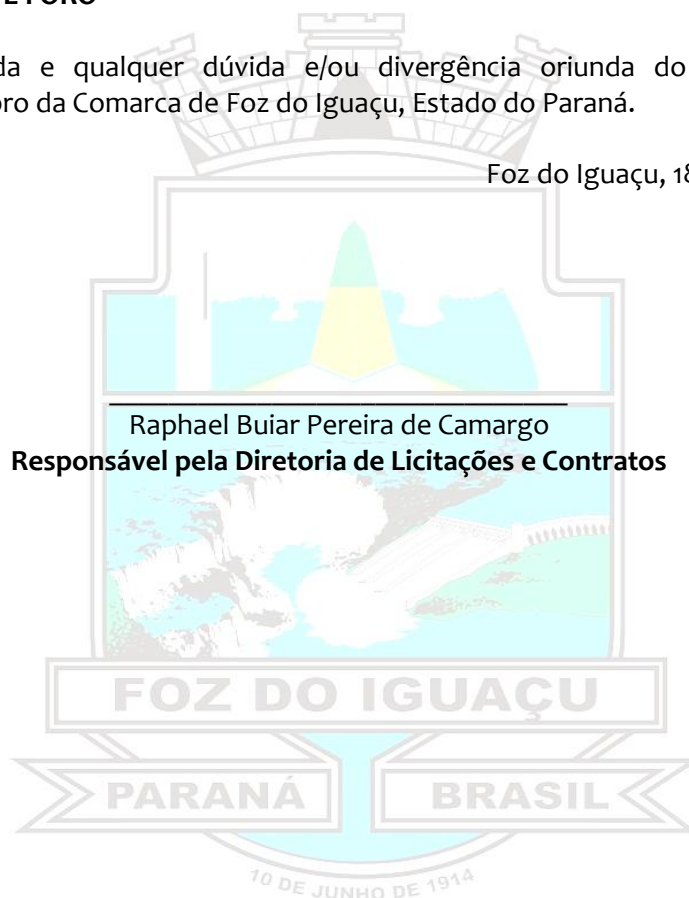 E FORO
da e qualquer dúvida e/ou divergência oriunda do
oro da Comarca de Foz do Iguaçu, Estado do Paraná.
Foz do Iguaçu, 18
Raphael Buiar Pereira de Camargo
Responsável pela Diretoria de Licitações e Contratos
FOZ DO IGUAÇU
PARANÁ BRASIL
10 DE JUNHO DE 1914